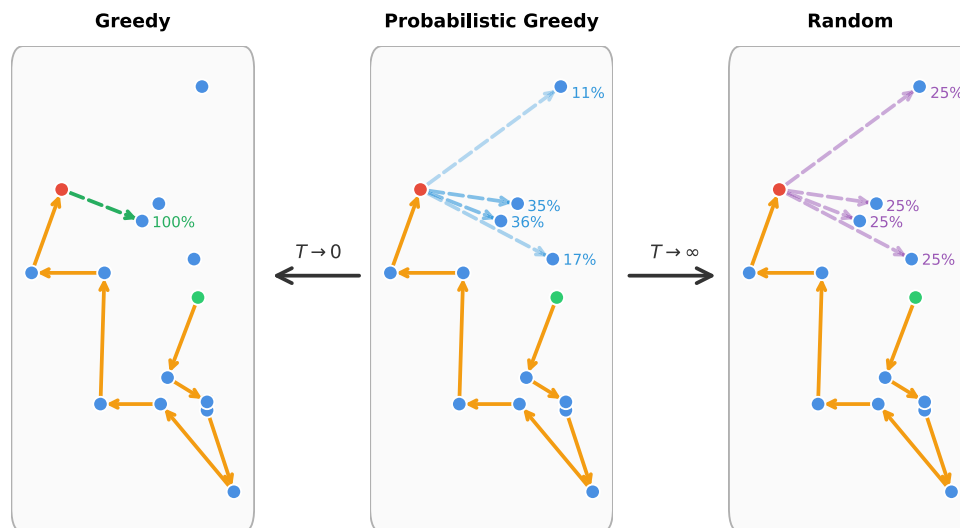 Greedy
100%
T→0
Probabilistic Greedy
11%
35%
36%
17%
T→∞
Random
25%
25%
25%
25%